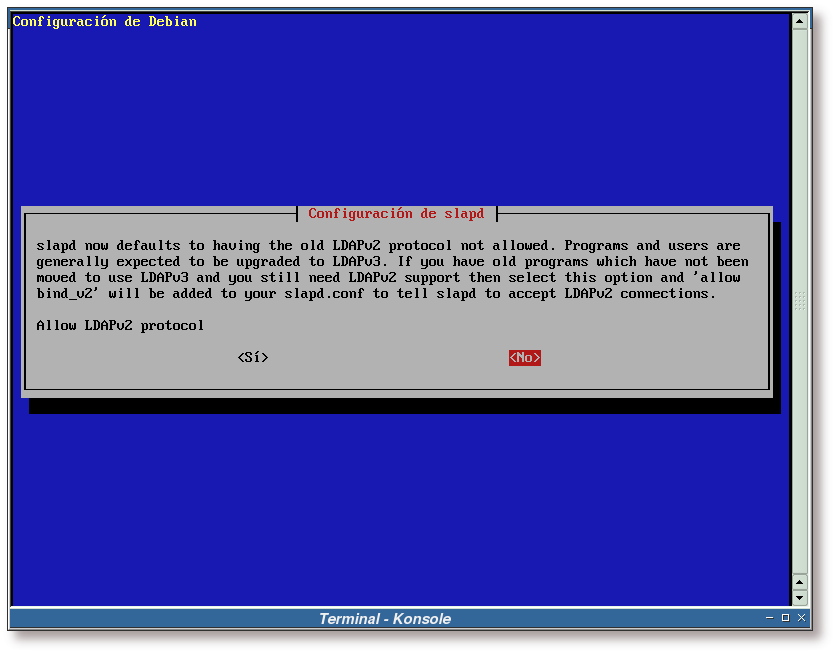 Configuración de Debian
Configuración de slapd
slapd now defaults to having the old LDAPv2 protocol not allowed. Programs and users are
generally expected to be upgraded to LDAPv3. If you have old programs which have not been
moved to use LDAPv3 and you still need LDAPv2 support then select this option and 'allow
bind_v2' will be added to your slapd.conf to tell slapd to accept LDAPv2 connections.
Allow LDAPv2 protocol
<Sí> <No>
Terminal - Konsole